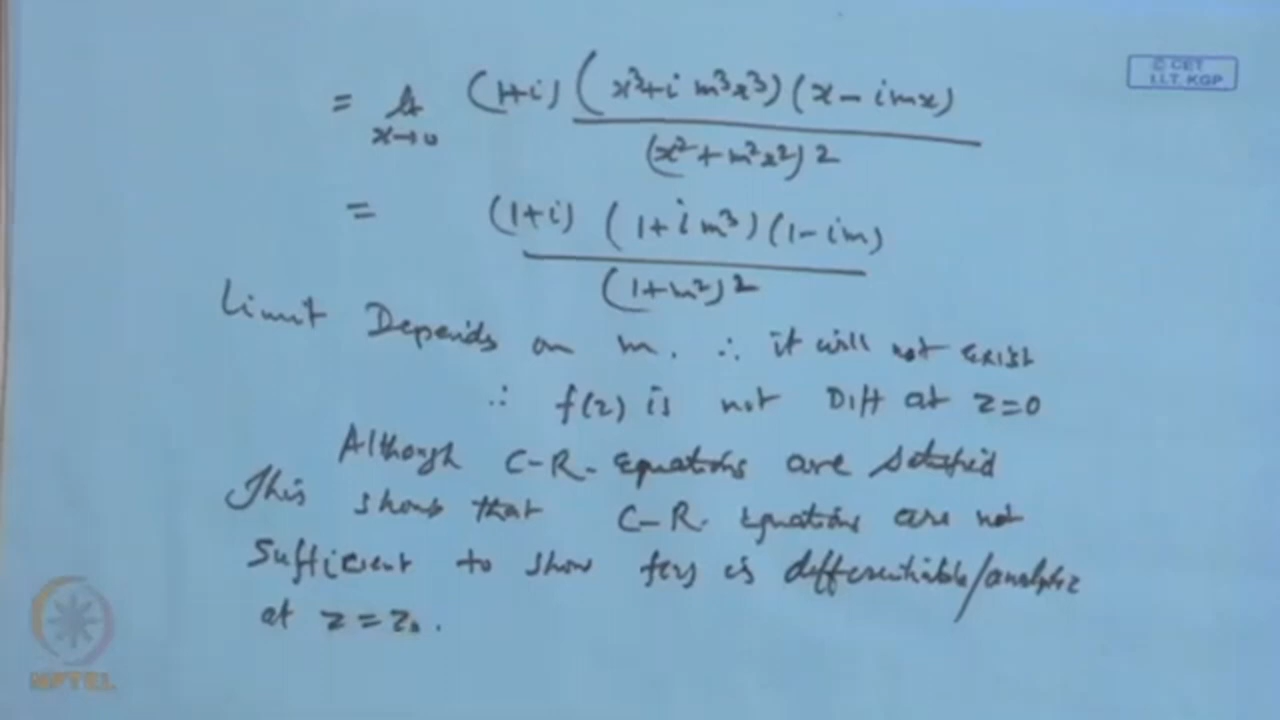 © CET
I.I.T. KGP
= lt x→0 (1+i) (x³+i m³x³)(x-imx) / (x²+m²x²)2
= (1+i) (1+im³)(1-im) / (1+m²)2
Limit Depends on m. ∴ it will not exist
∴ f(z) is not Diff at z=0
Although C-R. Equations are satisfied
This shows that C-R. Equations are not
sufficient to show f(z) is differentiable/analytic
at z=z₀.
NPTEL